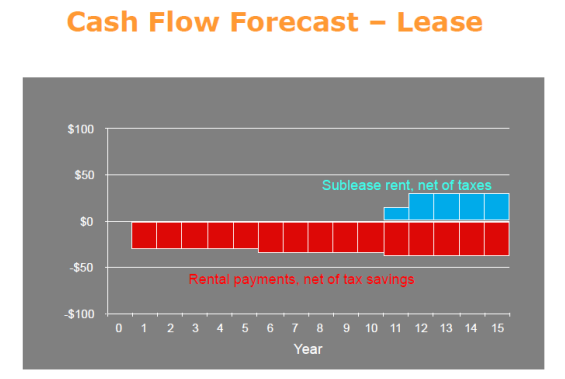 Cash Flow Forecast – Lease
$100
$50
Sublease rent, net of taxes
$0
-$50
Rental payments, net of tax savings
-$100
0 1 2 3 4 5 6 7 8 9 10 11 12 13 14 15
Year